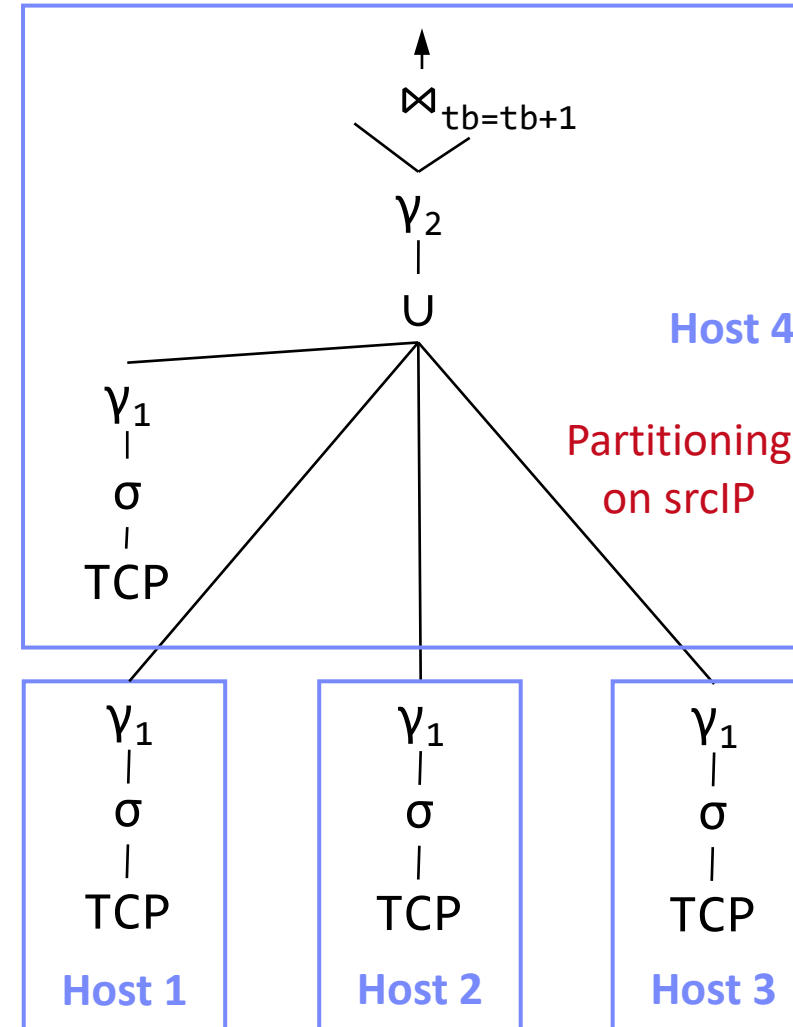 ⋈tb=tb+1
γ2
∪
Host 4
γ1
Partitioning
on srcIP
σ
TCP
γ1
σ
TCP
Host 1
γ1
σ
TCP
Host 2
γ1
σ
TCP
Host 3